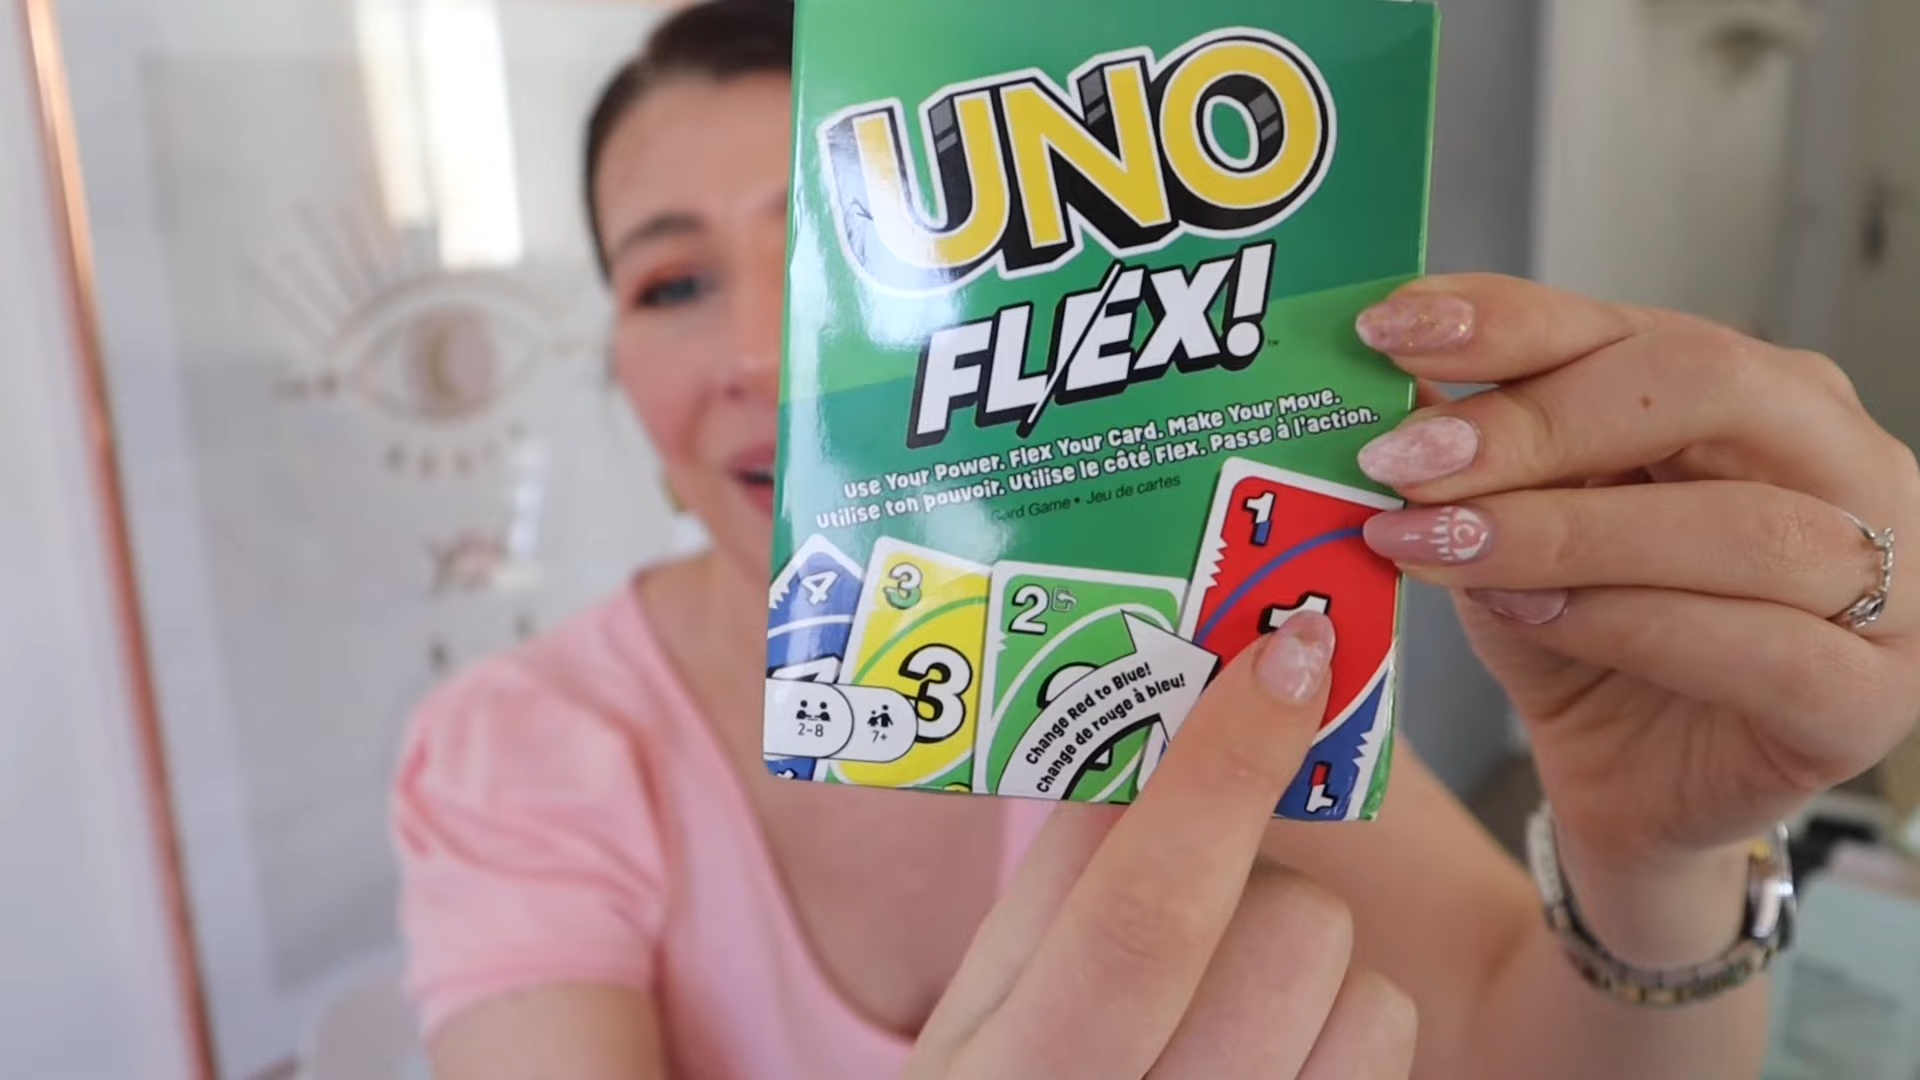 UNO
FLEX!™
Use Your Power. Flex Your Card. Make Your Move.
Utilise ton pouvoir. Utilise le côté Flex. Passe à l'action.
Card Game • Jeu de cartes
1
4
3
2
1
3
Change Red to Blue!
Change de rouge à bleu!
2-8
7+
1